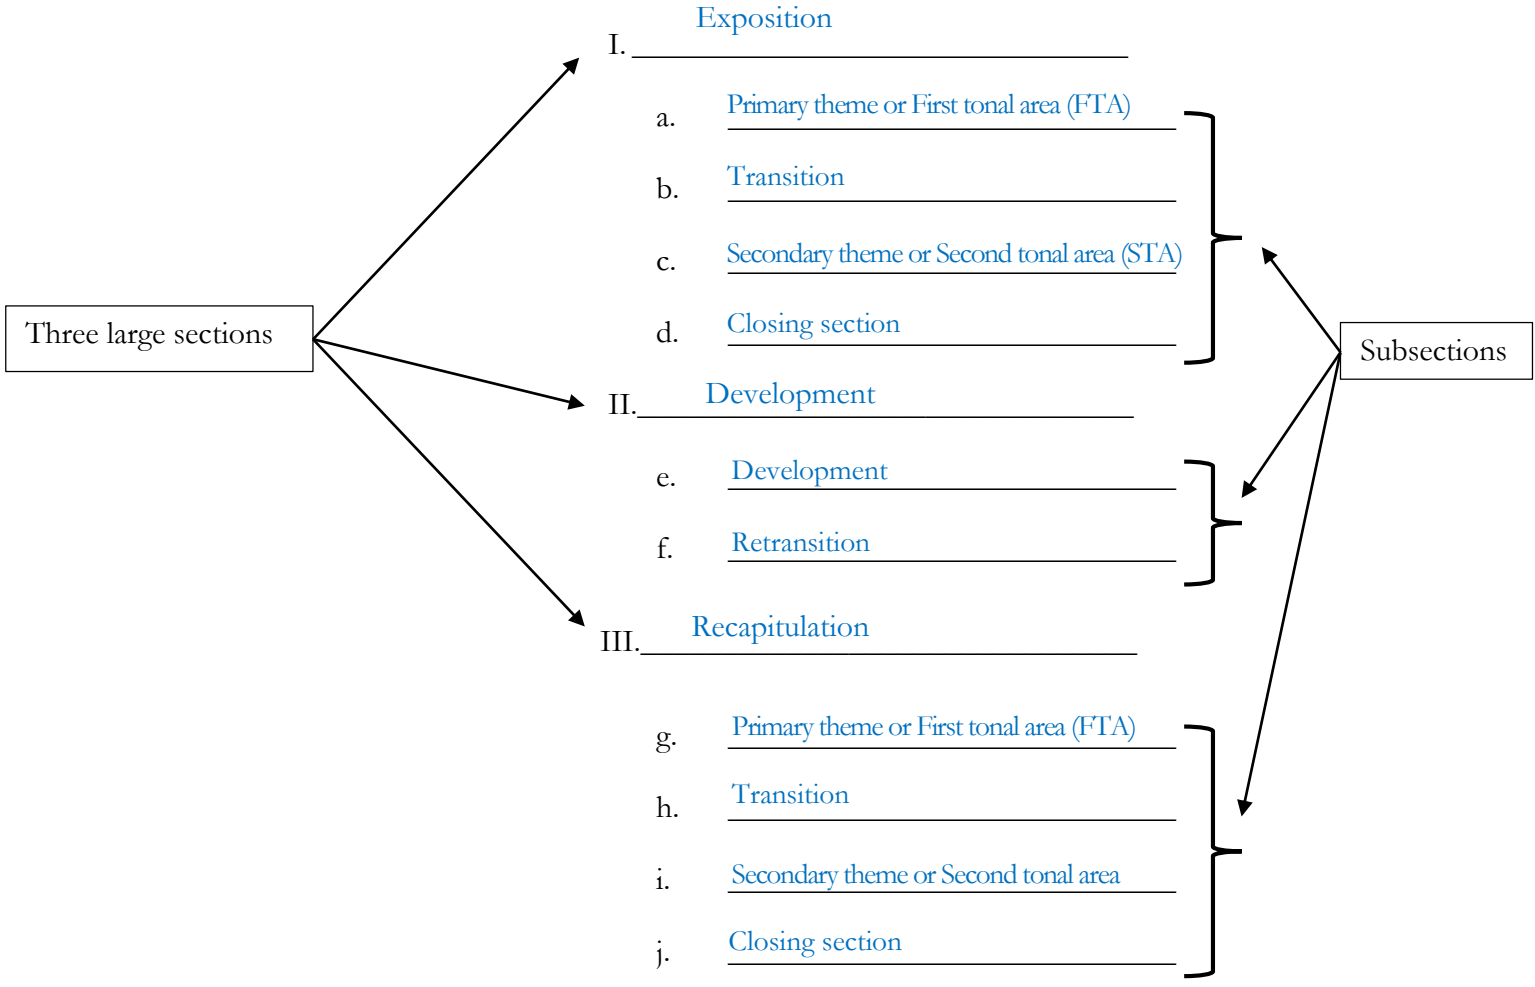 Exposition
I.
a. Primary theme or First tonal area (FTA)
b. Transition
c. Secondary theme or Second tonal area (STA)
Three large sections
d. Closing section
Subsections
II. Development
e. Development
f. Retransition
III. Recapitulation
g. Primary theme or First tonal area (FTA)
h. Transition
i. Secondary theme or Second tonal area
j. Closing section